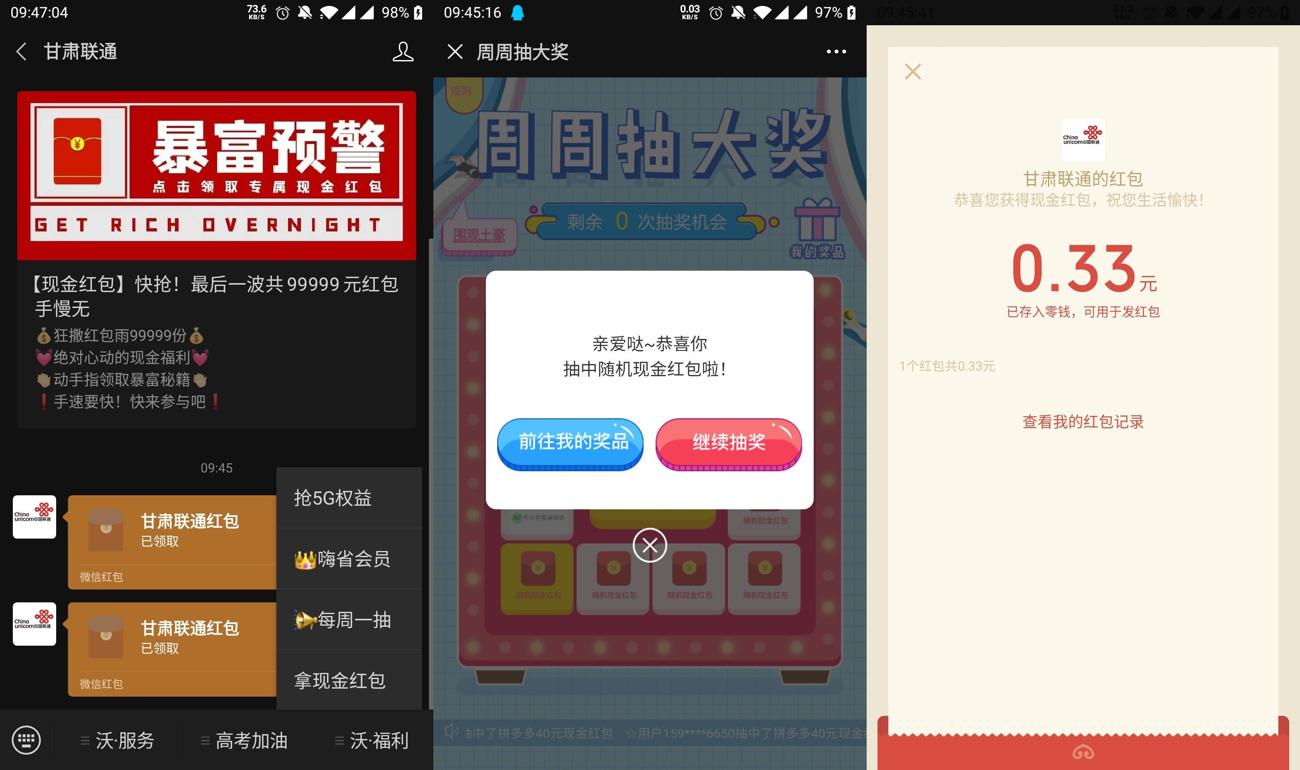 09:47:04
73.6
KB/S
98%
甘肃联通
暴富预警
点击领取专属现金红包
GET RICH OVERNIGHT
【现金红包】快抢！最后一波共99999元红包
手慢无
💰狂撒红包雨99999份💰
💓绝对心动的现金福利💓
👏🏽动手指领取暴富秘籍👏🏽
❗手速要快！快来参与吧❗
09:45
China
unicom中国联通
甘肃联通红包
已领取
微信红包
China
unicom中国联通
甘肃联通红包
已领取
微信红包
抢5G权益
👑嗨省会员
📯每周一抽
拿现金红包
沃·服务
高考加油
沃·福利
09:45:16
0.03
KB/S
97%
周周抽大奖
规则
周周抽大奖
剩余 0 次抽奖机会
围观土豪
我的奖品
亲爱哒~恭喜你
抽中随机现金红包啦！
前往我的奖品
继续抽奖
随机现金红包
随机现金红包
随机现金红包
随机现金红包
随机现金红包
抽中了拼多多40元现金红包 ☆用户159****6650抽中了拼多多40元现金
09:45:41
31.2
KB/S
97%
China
unicom中国联通
甘肃联通的红包
恭喜您获得现金红包，祝您生活愉快！
0.33元
已存入零钱，可用于发红包
1个红包共0.33元
查看我的红包记录